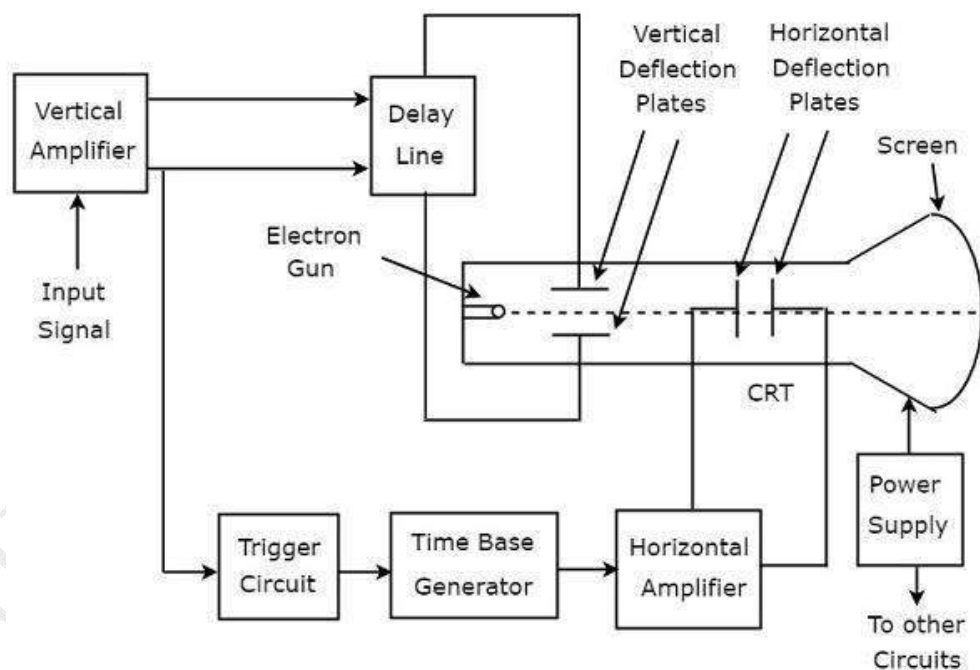 Vertical
Amplifier
Input
Signal
Delay
Line
Electron
Gun
Vertical
Deflection
Plates
Horizontal
Deflection
Plates
Screen
CRT
Trigger
Circuit
Time Base
Generator
Horizontal
Amplifier
Power
Supply
To other
Circuits